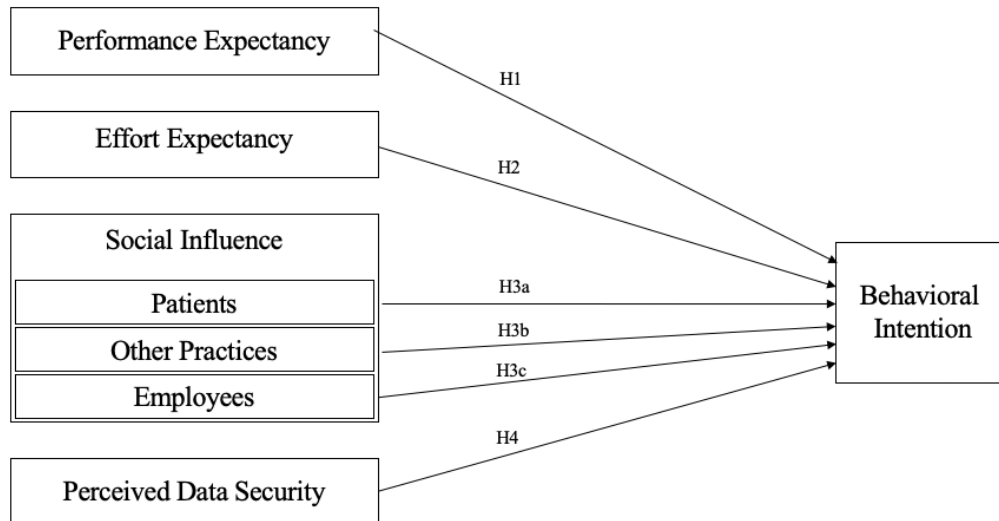 Performance Expectancy
H1
Effort Expectancy
H2
Social Influence
Patients
H3a
Other Practices
H3b
Employees
H3c
Behavioral
Intention
H4
Perceived Data Security